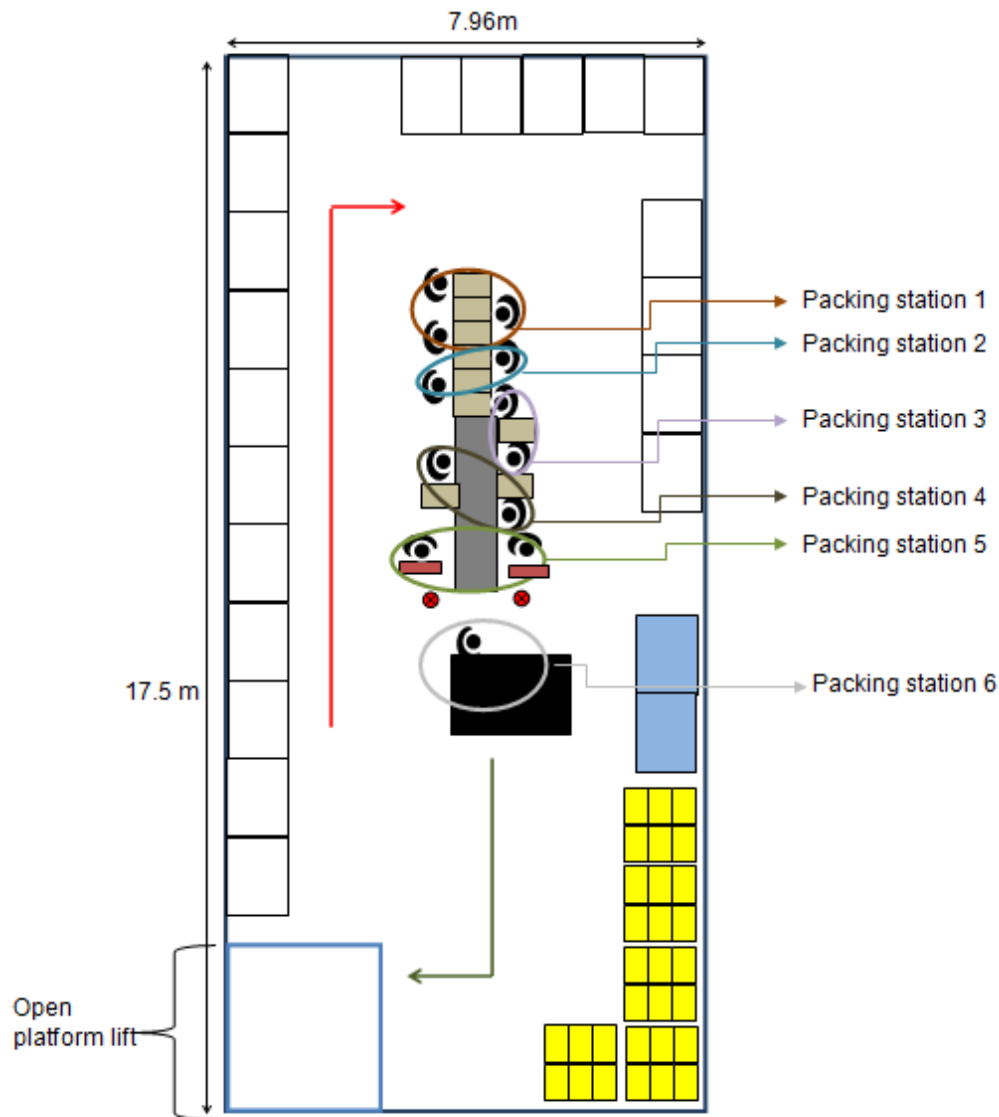 7.96m
Packing station 1
Packing station 2
Packing station 3
Packing station 4
Packing station 5
Packing station 6
17.5 m
Open
platform lift